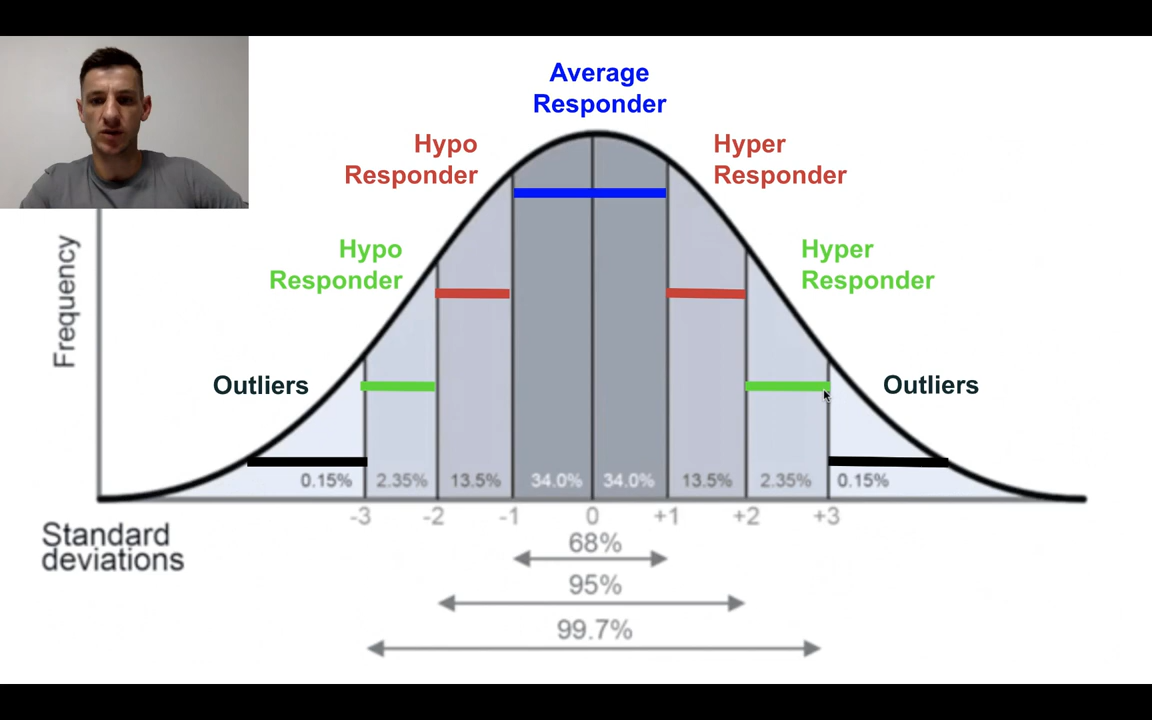 Average
Responder
Hypo
Responder
Hyper
Responder
Hypo
Responder
Hyper
Responder
Frequency
Outliers
Outliers
0.15% 2.35% 13.5% 34.0% 34.0% 13.5% 2.35% 0.15%
-3 -2 -1 0 +1 +2 +3
Standard
deviations
68%
95%
99.7%